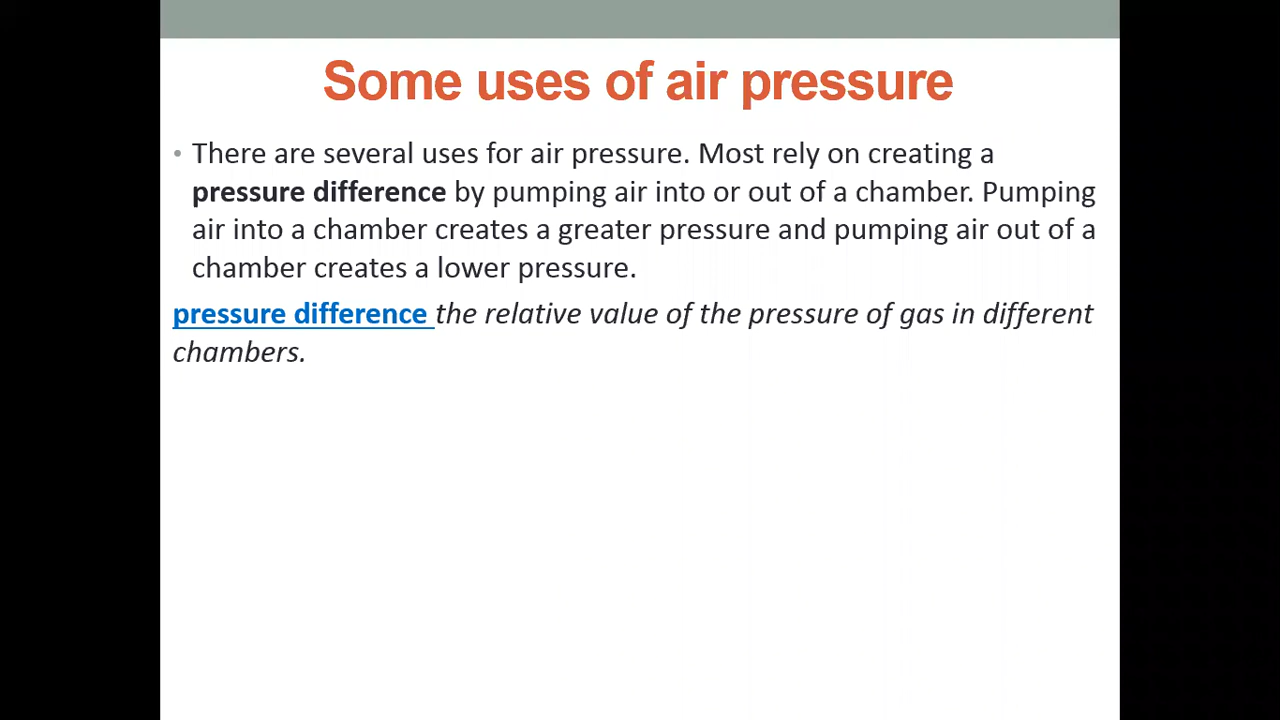 Some uses of air pressure
• There are several uses for air pressure. Most rely on creating a
pressure difference by pumping air into or out of a chamber. Pumping
air into a chamber creates a greater pressure and pumping air out of a
chamber creates a lower pressure.
pressure difference the relative value of the pressure of gas in different
chambers.